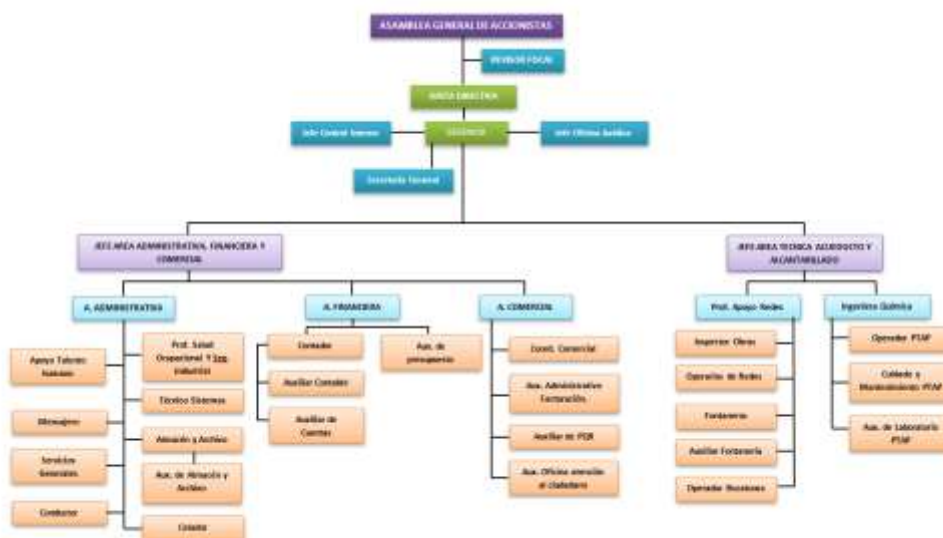 ASAMBLEA GENERAL DE ACCIONISTAS
REVISOR FISCAL
JUNTA DIRECTIVA
GERENCIA
Jefe Control Interno
Jefe Oficina Jurídica
Secretaria General
JEFE AREA ADMINISTRATIVA, FINANCIERA Y
COMERCIAL
JEFE AREA TECNICA ACUEDUCTO Y
ALCANTARILLADO
A. ADMINISTRATIVA
A. FINANCIERA
A. COMERCIAL
Prof. Apoyo Redes
Ingeniero Químico
Apoyo Talento
Humano
Prof. Salud
Ocupacional Y Seg.
Industrial
Mensajero
Técnico Sistemas
Servicios
Generales
Almacén y Archivo
Aux. de Almacén y
Archivo
Conductor
Celador
Contador
Auxiliar Contable
Auxiliar de
Cuentas
Aux. de
presupuesto
Coord. Comercial
Aux. Administrativo
Facturación
Auxiliar de PQR
Aux. Oficina atención
al ciudadano
Inspector Obras
Operador de Redes
Fontaneros
Auxiliar Fontanería
Operador
Operador PTAP
Cuidado y
Mantenimiento PTAP
Aux. de Laboratorio
PTAP